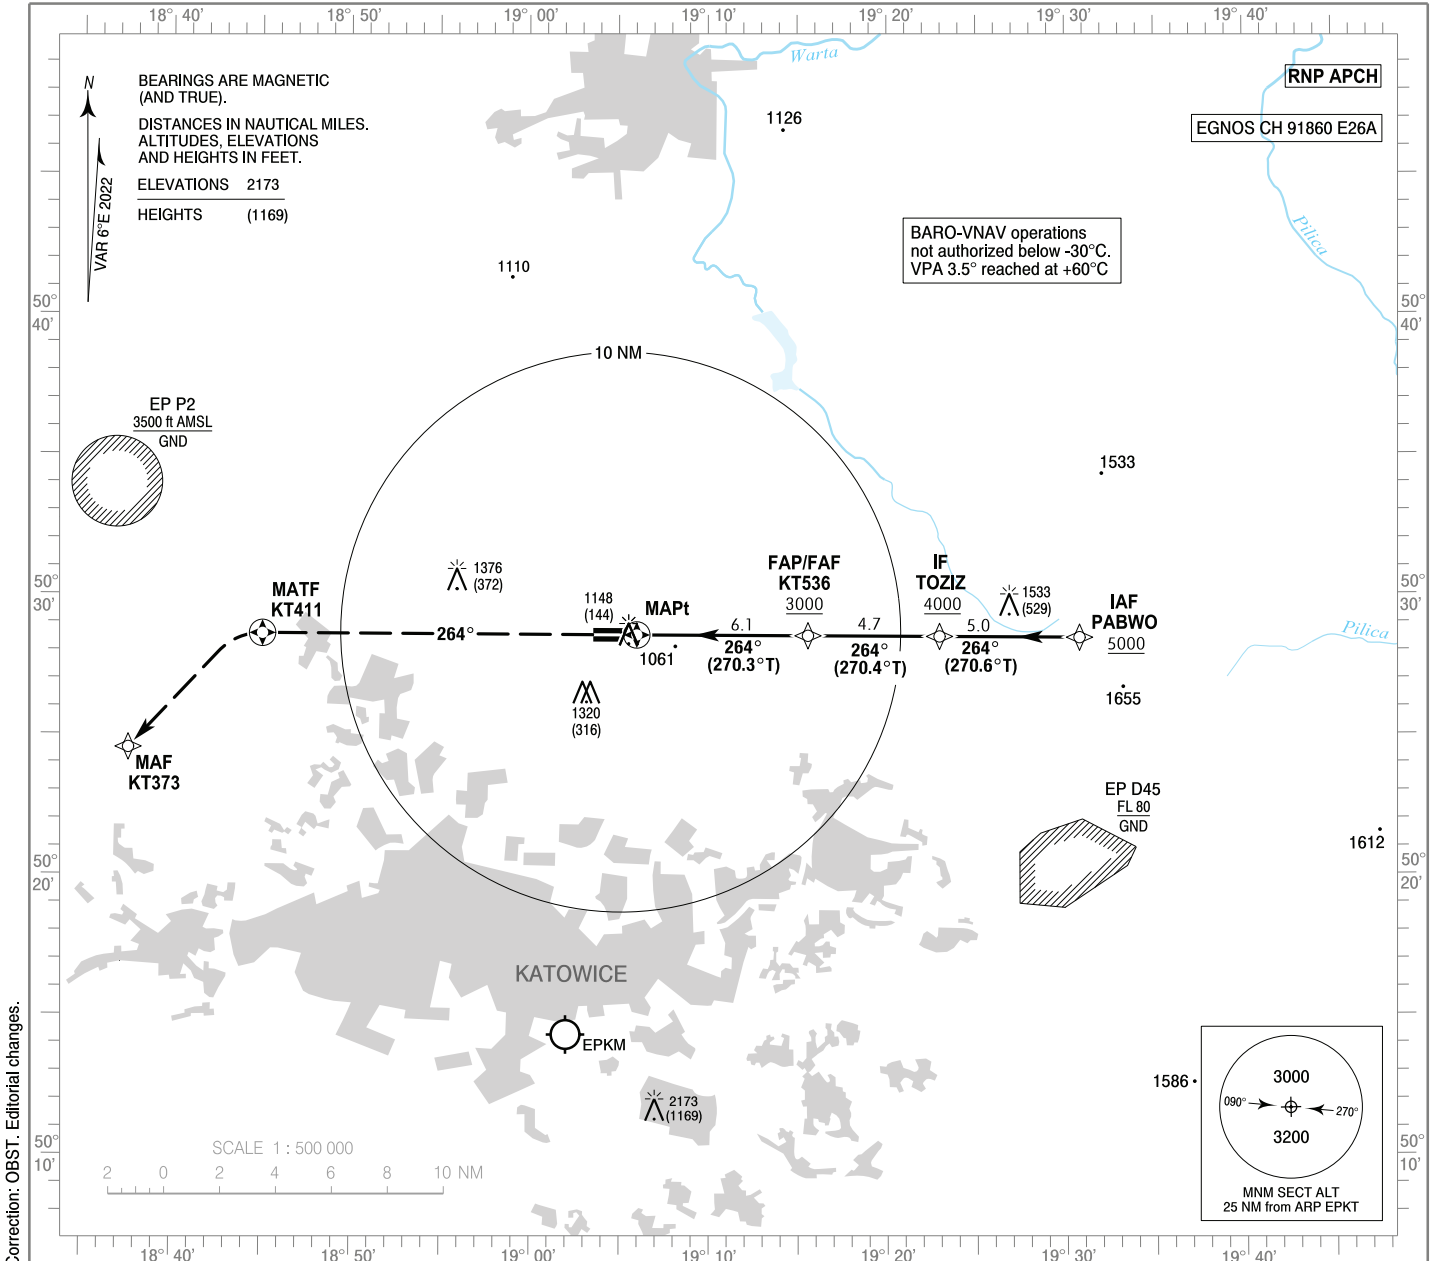 18°40'
18°50'
19°00'
19°10'
19°20'
19°30'
19°40'
N
VAR 6°E 2022
BEARINGS ARE MAGNETIC
(AND TRUE).
DISTANCES IN NAUTICAL MILES.
ALTITUDES, ELEVATIONS
AND HEIGHTS IN FEET.
ELEVATIONS 2173
HEIGHTS (1169)
Warta
1126
RNP APCH
EGNOS CH 91860 E26A
Pilica
BARO-VNAV operations
not authorized below -30°C.
VPA 3.5° reached at +60°C
1110
50°
40'
50°
40'
10 NM
EP P2
3500 ft AMSL
GND
1533
1376
(372)
1148
(144)
MAPt
FAP/FAF
KT536
3000
IF
TOZIZ
4000
1533
(529)
IAF
PABWO
5000
50°
30'
50°
30'
MATF
KT411
264°
6.1
264°
(270.3°T)
4.7
264°
(270.4°T)
5.0
264°
(270.6°T)
Pilica
1061
1655
1320
(316)
MAF
KT373
EP D45
FL 80
GND
1612
50°
20'
50°
20'
KATOWICE
EPKM
2173
(1169)
1586
3000
090°
270°
3200
MNM SECT ALT
25 NM from ARP EPKT
50°
10'
50°
10'
SCALE 1 : 500 000
2 0 2 4 6 8 10 NM
Correction: OBST. Editorial changes.
18°40'
18°50'
19°00'
19°10'
19°20'
19°30'
19°40'